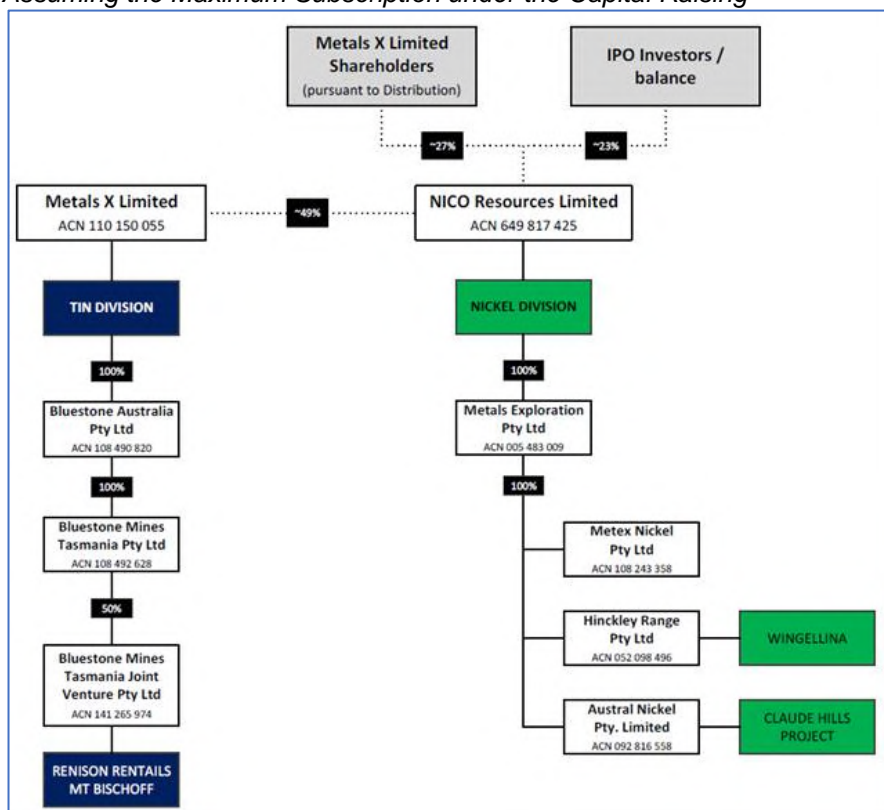 Assuming the Maximum Subscription under the Capital Raising
Metals X Limited
Shareholders
(pursuant to Distribution)
IPO Investors /
balance
~27%
~23%
Metals X Limited
ACN 110 150 055
~49%
NICO Resources Limited
ACN 649 817 425
TIN DIVISION
NICKEL DIVISION
100%
100%
Bluestone Australia
Pty Ltd
ACN 108 490 820
Metals Exploration
Pty Ltd
ACN 005 483 009
100%
100%
Bluestone Mines
Tasmania Pty Ltd
ACN 108 492 628
Metex Nickel
Pty Ltd
ACN 108 243 358
50%
Hinckley Range
Pty Ltd
ACN 052 098 496
WINGELLINA
Bluestone Mines
Tasmania Joint
Venture Pty Ltd
ACN 141 265 974
Austral Nickel
Pty. Limited
ACN 092 816 558
CLAUDE HILLS
PROJECT
RENISON RENTAILS
MT BISCHOFF